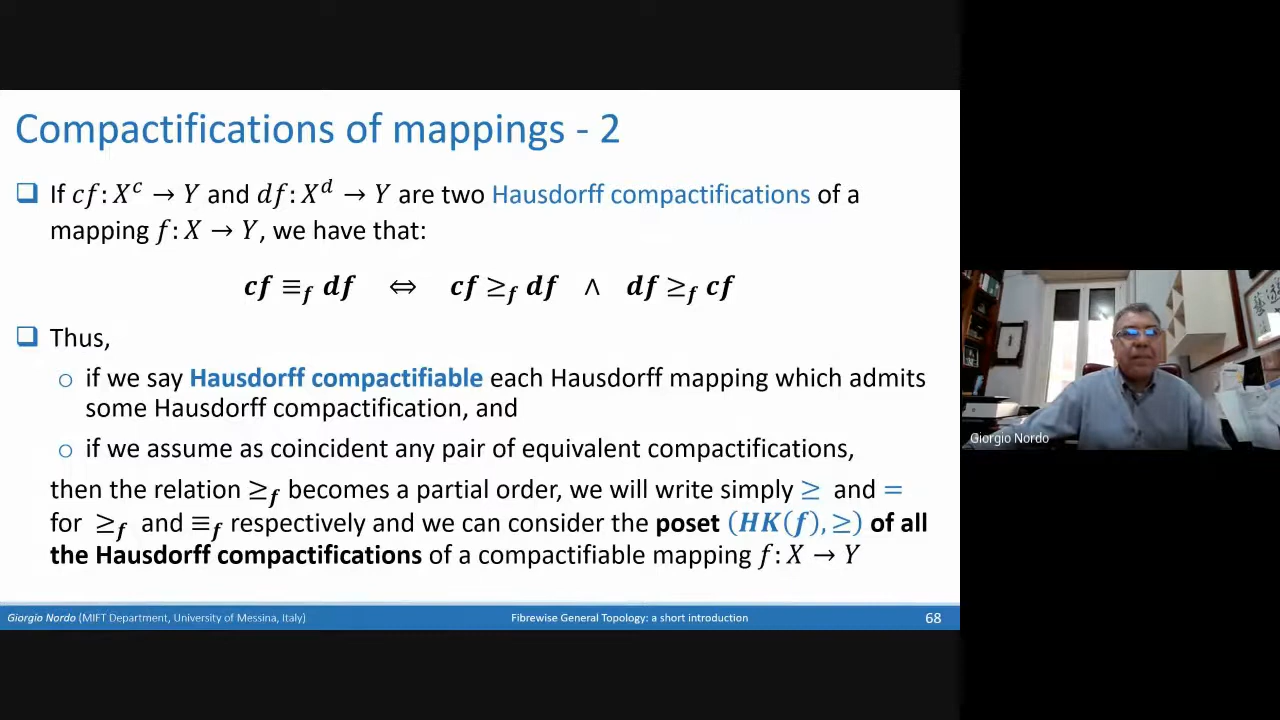 Compactifications of mappings - 2
❑ If cf: Xᶜ → Y and df: Xᵈ → Y are two Hausdorff compactifications of a
mapping f: X → Y, we have that:
cf ≡_f df ⇔ cf ≥_f df ∧ df ≥_f cf
❑ Thus,
o if we say Hausdorff compactifiable each Hausdorff mapping which admits
some Hausdorff compactification, and
o if we assume as coincident any pair of equivalent compactifications,
then the relation ≥_f becomes a partial order, we will write simply ≥ and =
for ≥_f and ≡_f respectively and we can consider the poset (HK(f), ≥) of all
the Hausdorff compactifications of a compactifiable mapping f: X → Y
Giorgio Nordo (MIFT Department, University of Messina, Italy) Fibrewise General Topology: a short introduction 68
Giorgio Nordo